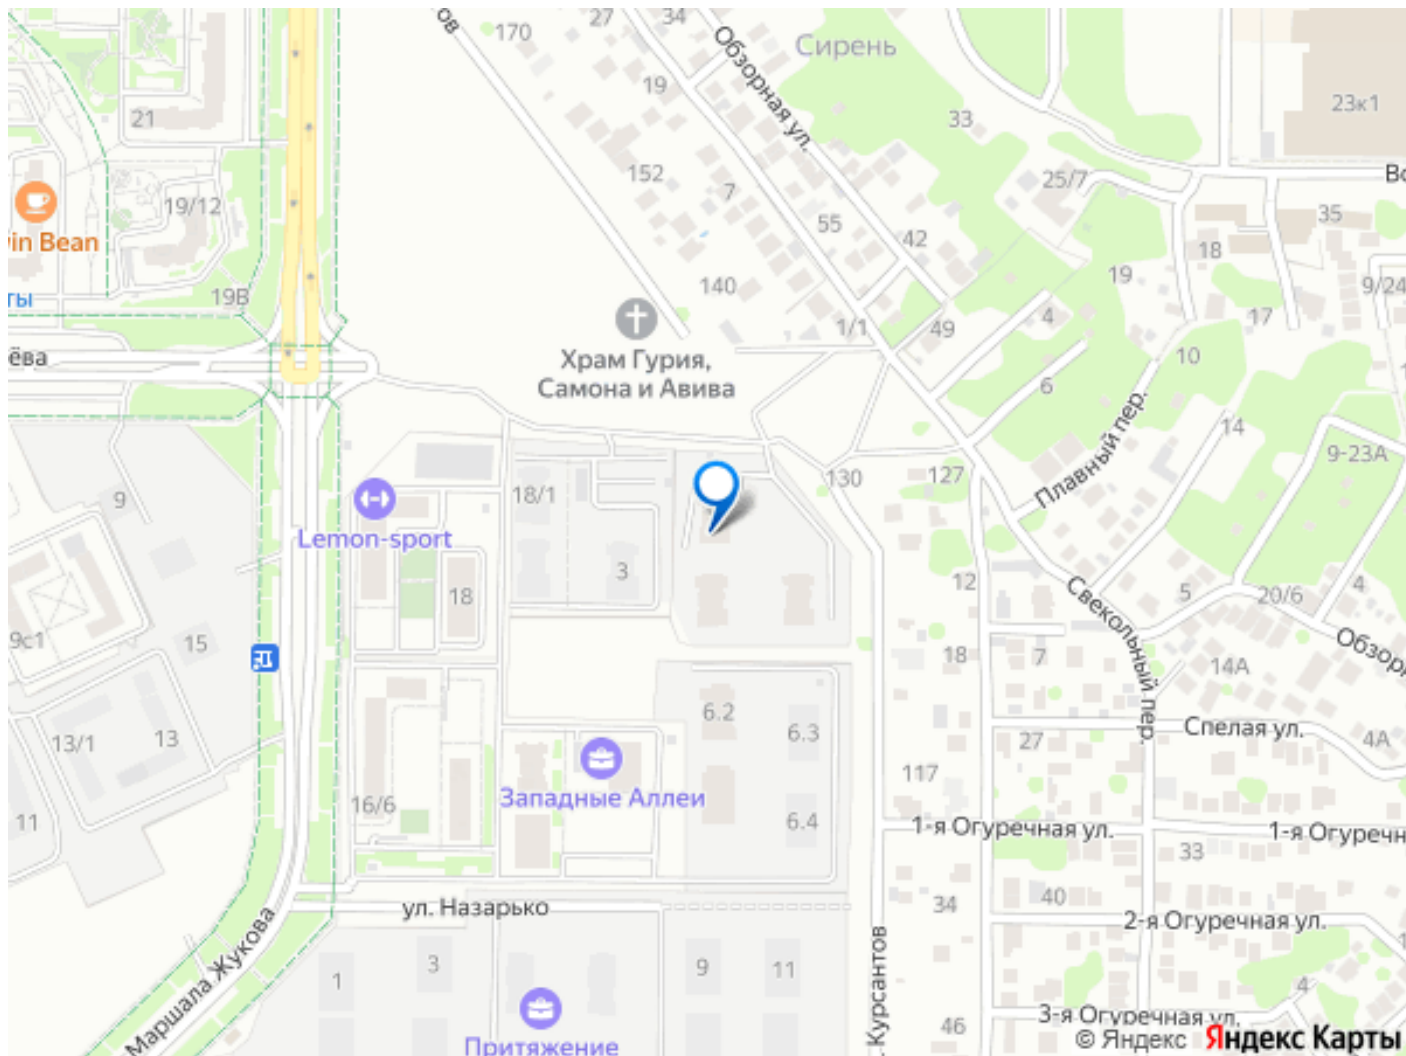 170
27
34
Обзорная ул.
Сирень
19
33
23к1
21
152
7
25/7
19/12
55
42
18
35
vin Bean
19
9/24
ты
19В
140
1/1
49
4
17
Храм Гурия,
Самона и Авива
6
10
Плавный пер.
14
9-23А
18/1
130
127
9
Lemon-sport
3
18
12
Свекольный пер.
5
20/6
4
Обзорн
9с1
15
18
7
14А
13/1
13
6.2
6.3
27
Спелая ул.
4А
Западные Аллеи
117
16/6
11
6.4
1-я Огуречная ул.
1-я Огуречн
33
ул. Назарько
34
40
2-я Огуречная ул.
Маршала Жукова
1
3
9
11
. Курсантов
4
46
3-я Огуречная ул.
Притяжение
© Яндекс Яндекс Карты